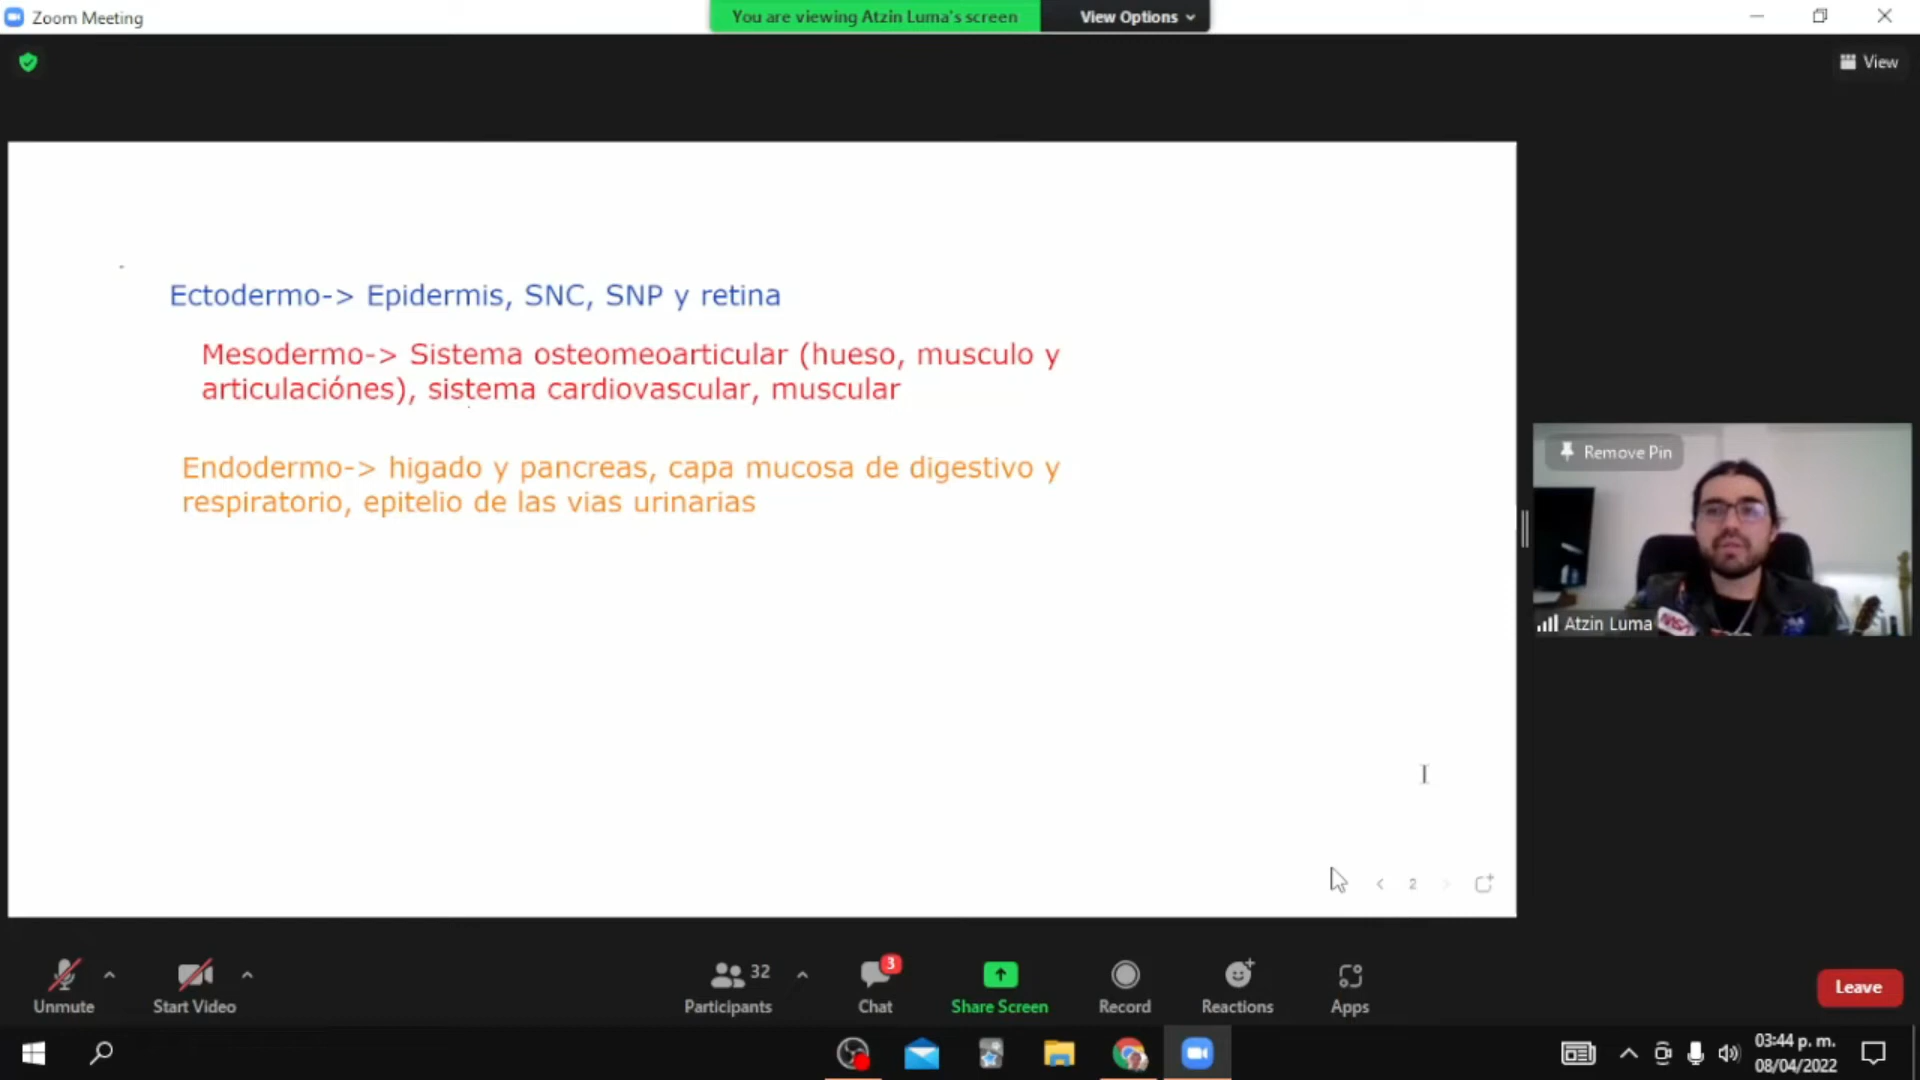 Zoom Meeting
You are viewing Atzin Luma's screen
View Options
View
Ectodermo-> Epidermis, SNC, SNP y retina
Mesodermo-> Sistema osteomeoarticular (hueso, musculo y
articulaciónes), sistema cardiovascular, muscular
Endodermo-> higado y pancreas, capa mucosa de digestivo y
respiratorio, epitelio de las vias urinarias
Remove Pin
NASA
Atzin Luma
2
Unmute
Start Video
32
Participants
3
Chat
Share Screen
Record
Reactions
Apps
Leave
03:44 p. m.
08/04/2022